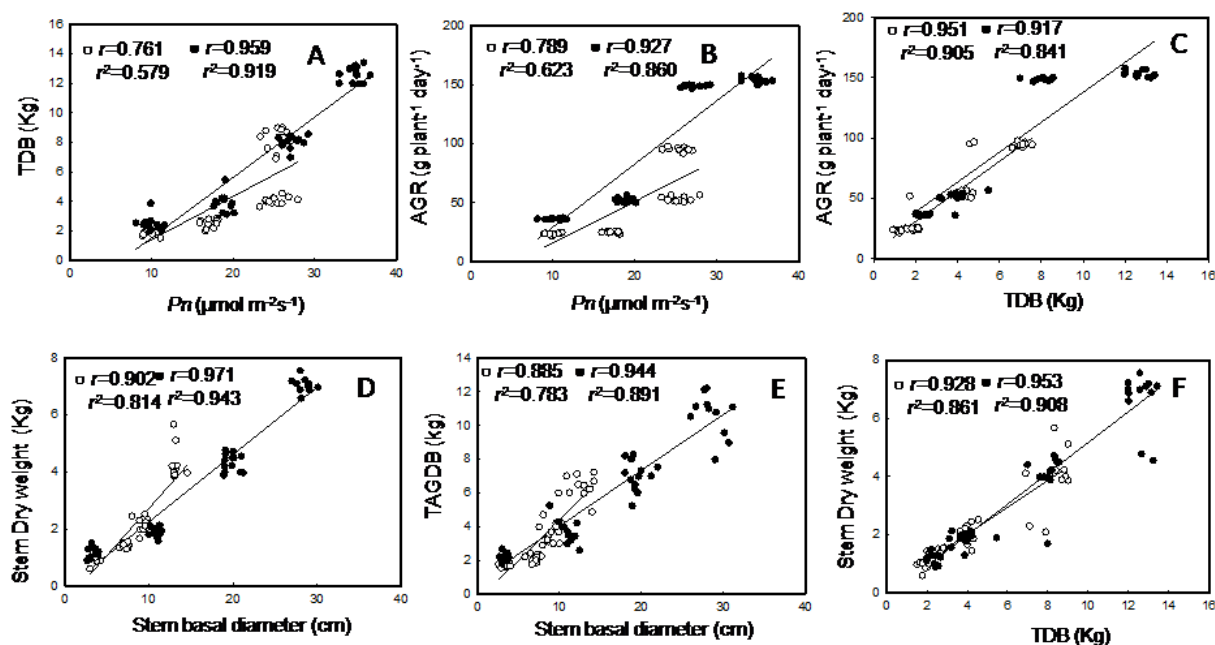 r=0.761 r=0.959
r²=0.579 r²=0.919
A
TDB (Kg)
16
14
12
10
8
6
4
2
0
0 10 20 30 40
Pn (µmol m⁻²s⁻¹)
r=0.789 r=0.927
r²=0.623 r²=0.860
B
AGR (g plant⁻¹ day⁻¹)
200
150
100
50
0
0 10 20 30 40
Pn (µmol m⁻²s⁻¹)
r=0.951 r=0.917
r²=0.905 r²=0.841
C
AGR (g plant⁻¹ day⁻¹)
200
150
100
50
0
0 2 4 6 8 10 12 14 16
TDB (Kg)
r=0.902 r=0.971
r²=0.814 r²=0.943
D
Stem Dry weight (Kg)
8
6
4
2
0
0 10 20 30 40
Stem basal diameter (cm)
r=0.885 r=0.944
r²=0.783 r²=0.891
E
TAGDB (kg)
14
12
10
8
6
4
2
0
0 10 20 30 40
Stem basal diameter (cm)
r=0.928 r=0.953
r²=0.861 r²=0.908
F
Stem Dry weight (Kg)
8
6
4
2
0
0 2 4 6 8 10 12 14 16
TDB (Kg)